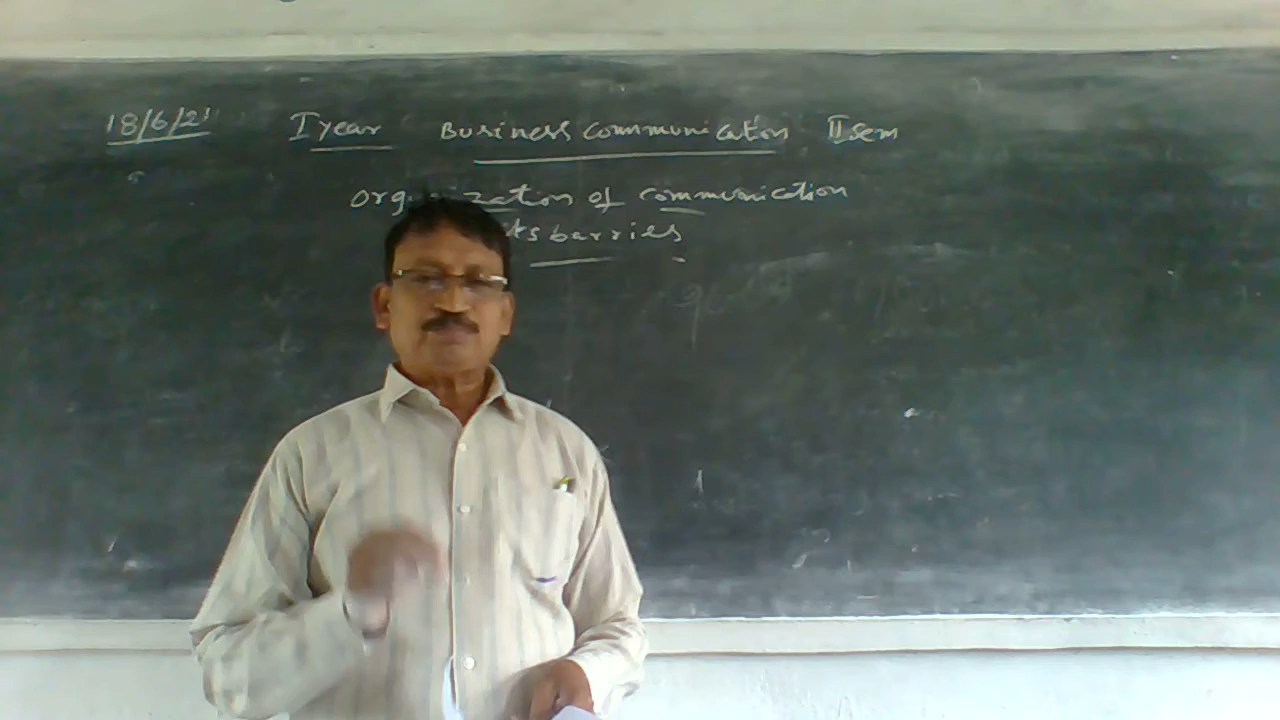 18/6/21 I year Business Communication II sem
of communication
barries